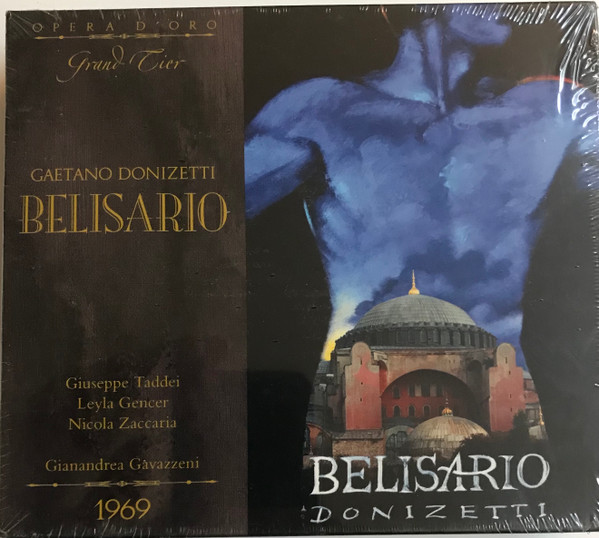 OPERA D'ORO
Grand Tier
GAETANO DONIZETTI
BELISARIO
Giuseppe Taddei
Leyla Gencer
Nicola Zaccaria
Gianandrea Gavazzeni
1969
BELISARIO
DONIZETTI